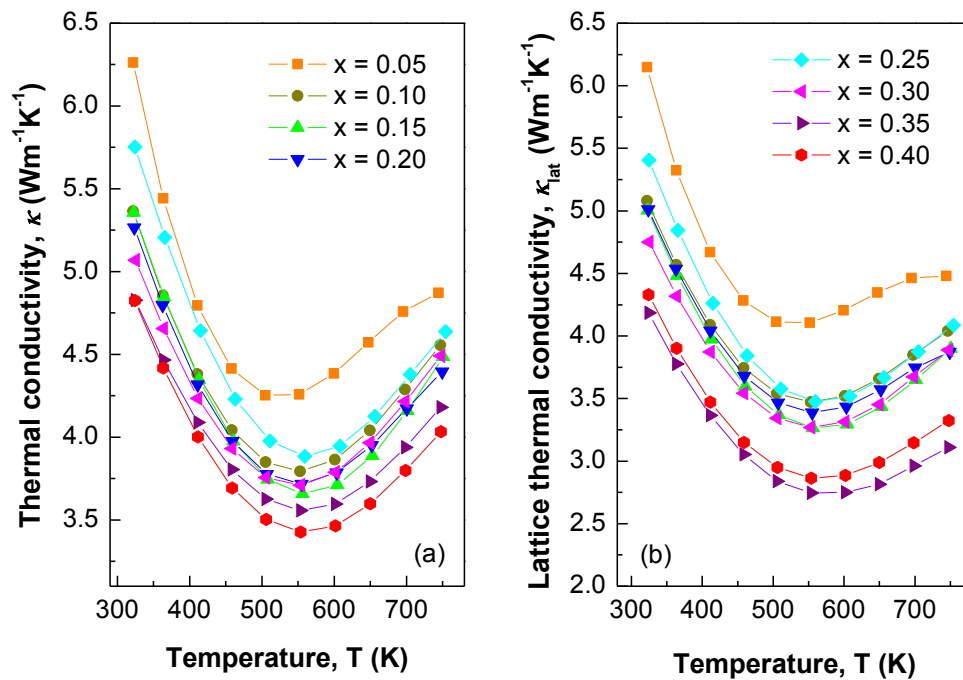 Thermal conductivity, κ (Wm⁻¹K⁻¹)
6.5
6.0
5.5
5.0
4.5
4.0
3.5
x = 0.05
x = 0.10
x = 0.15
x = 0.20
(a)
300 400 500 600 700
Temperature, T (K)
Lattice thermal conductivity, κlat (Wm⁻¹K⁻¹)
6.5
6.0
5.5
5.0
4.5
4.0
3.5
3.0
2.5
2.0
x = 0.25
x = 0.30
x = 0.35
x = 0.40
(b)
300 400 500 600 700
Temperature, T (K)